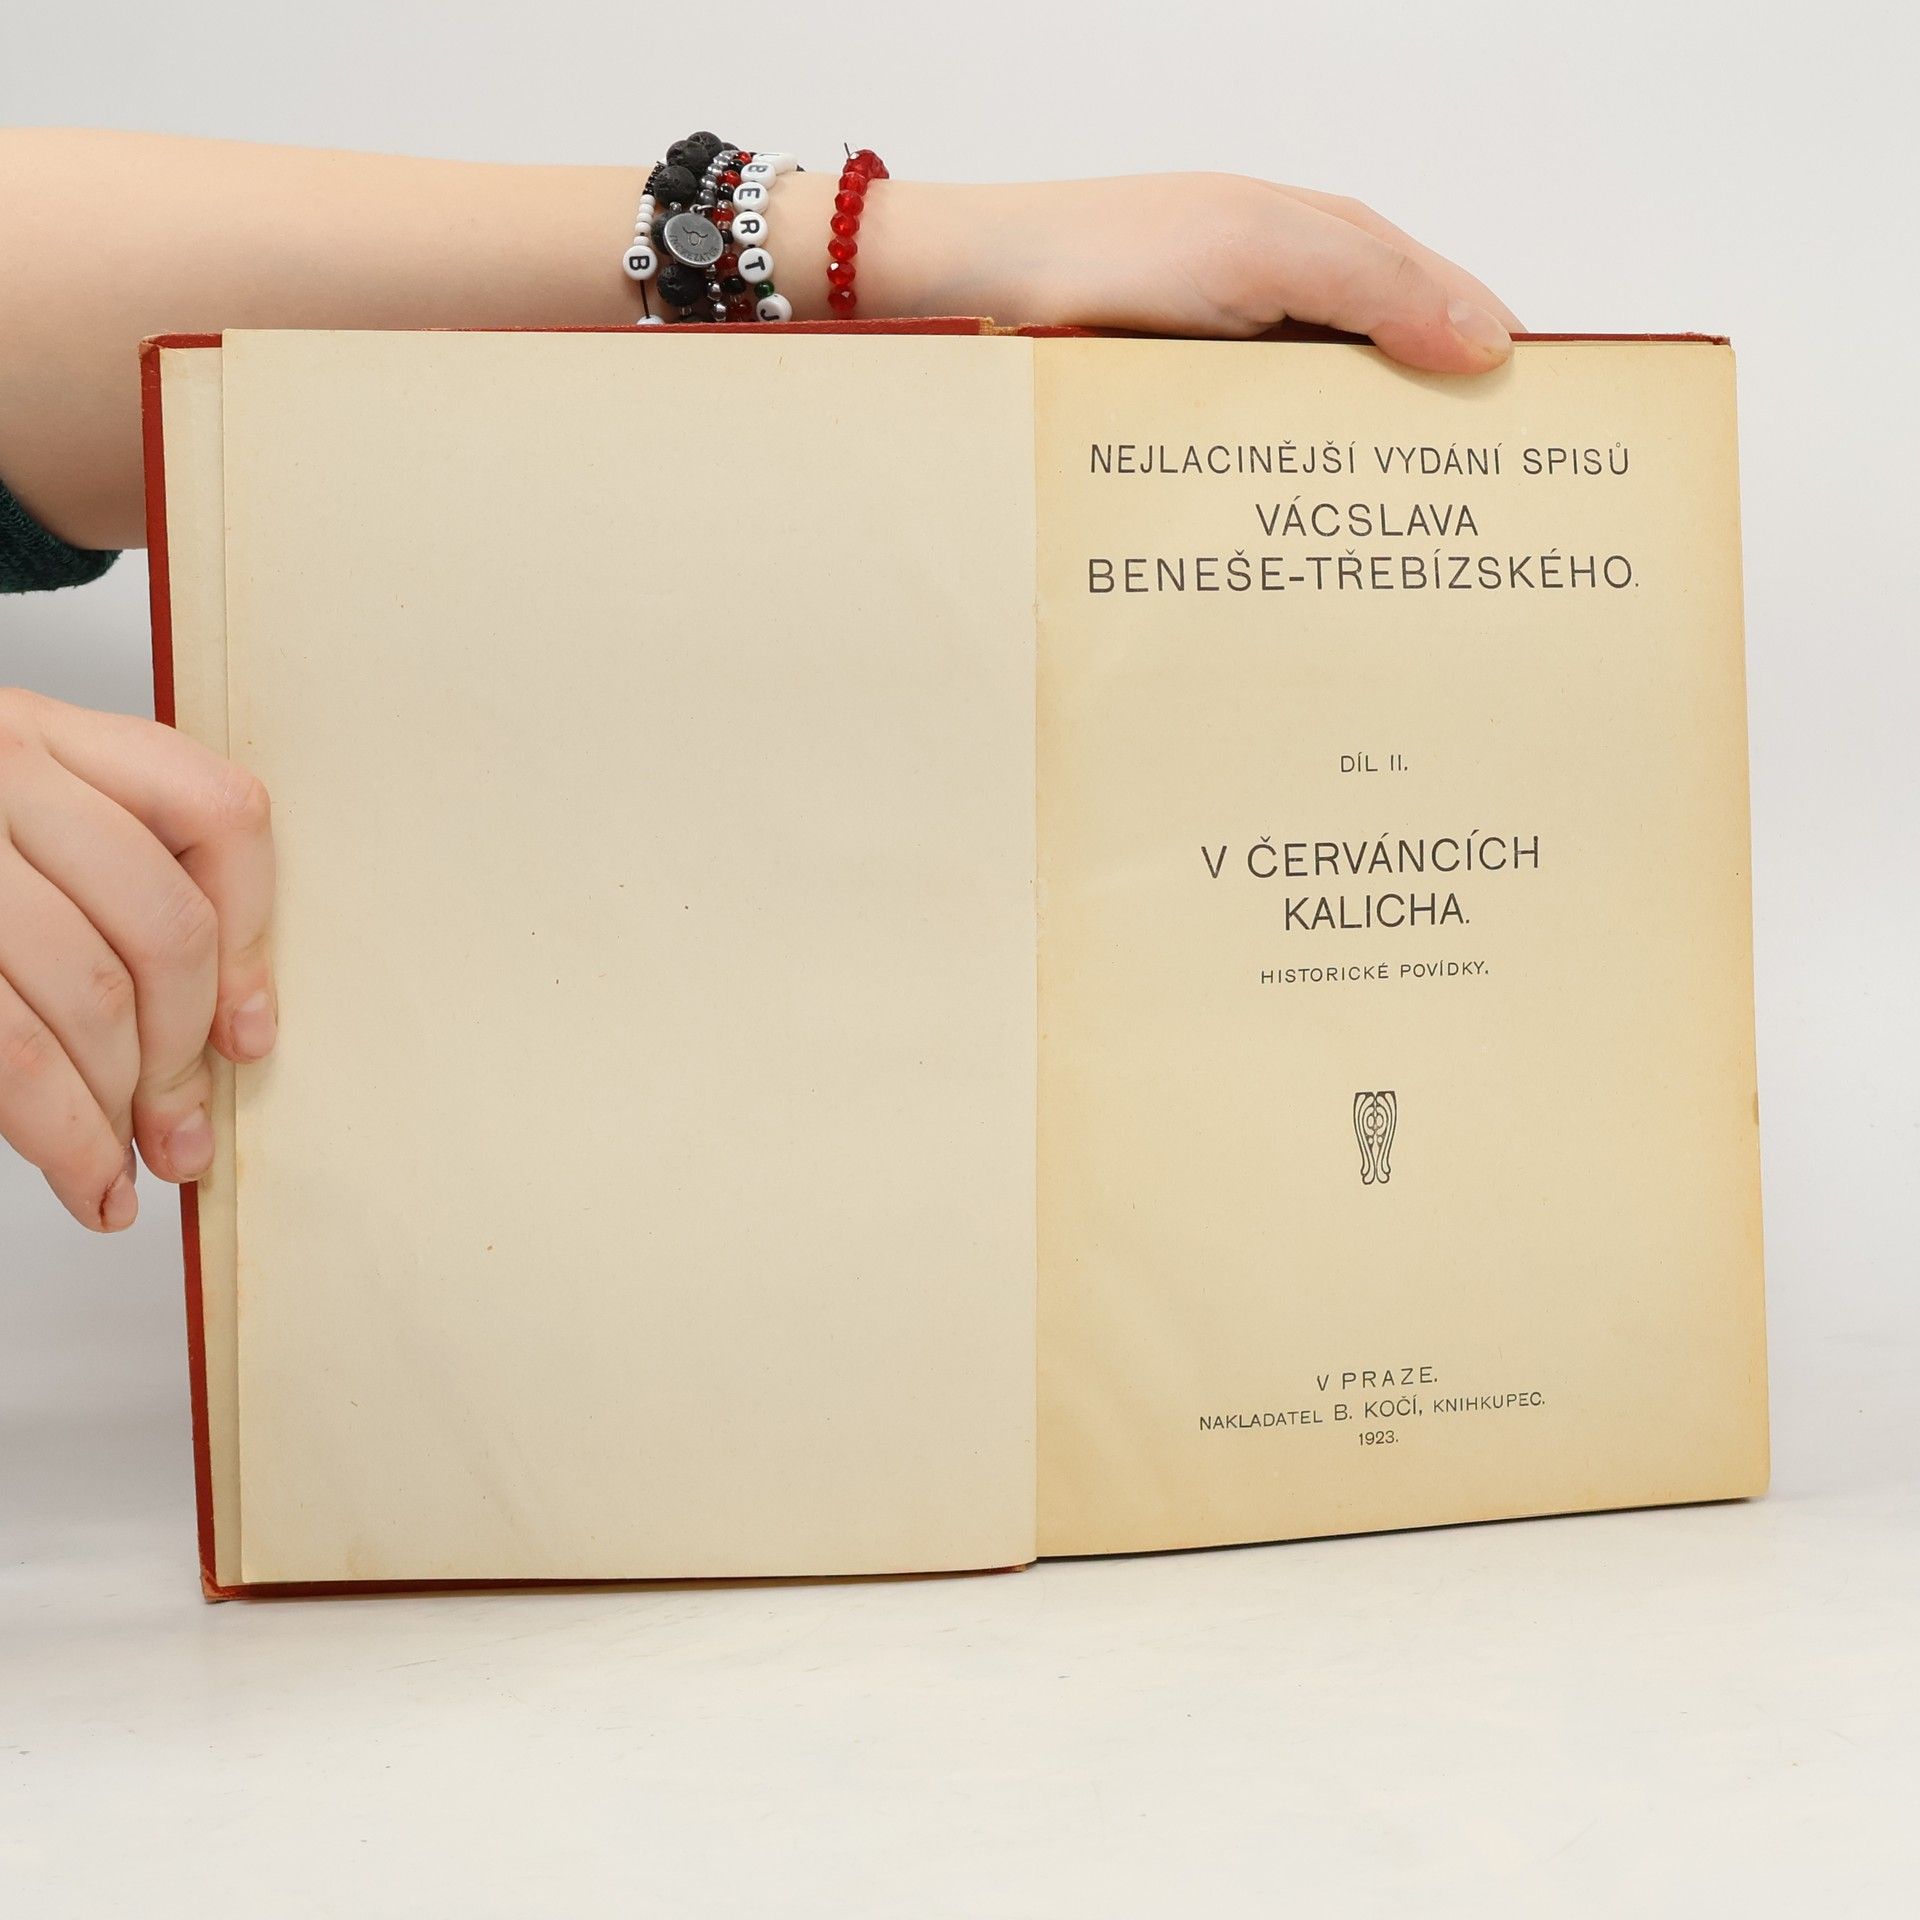 B
B
E
R
T
J
NEJLACINĚJŠÍ VYDÁNÍ SPISŮ
VÁCSLAVA
BENEŠE-TŘEBÍZSKÉHO.
DÍL II.
V ČERVÁNCÍCH
KALICHA.
HISTORICKÉ POVÍDKY.
V PRAZE.
NAKLADATEL B. KOČÍ, KNIHKUPEC.
1923.